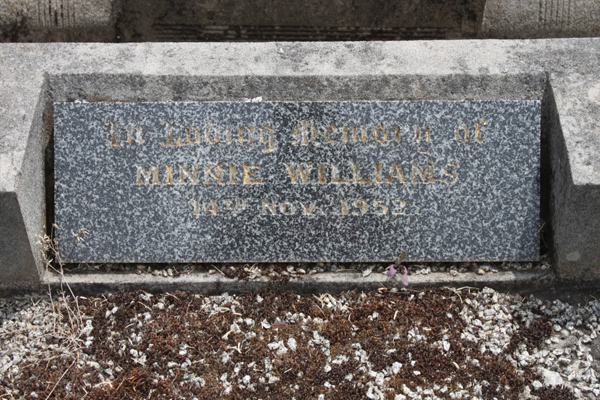 In Loving Memory of
MINNIE WILLIAMS
14TH NOV. 1952